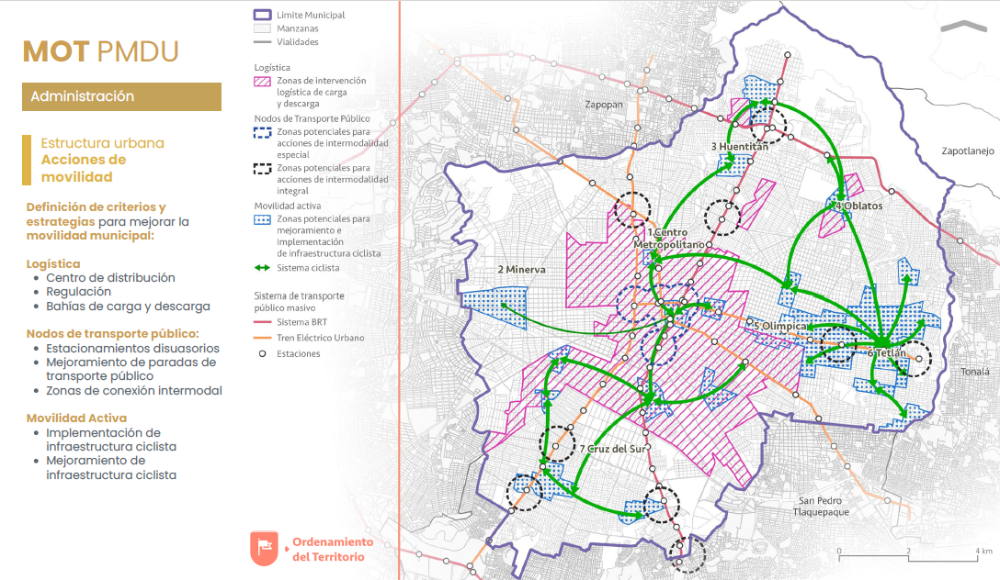 MOT PMDU
Administración
Estructura urbana
Acciones de
movilidad
Definición de criterios y
estrategias para mejorar la
movilidad municipal:
Logística
Centro de distribución
Regulación
Bahías de carga y descarga
Nodos de transporte público:
Estacionamientos disuasorios
Mejoramiento de paradas de
transporte público
Zonas de conexión intermodal
Movilidad Activa
Implementación de
infraestructura ciclista
Mejoramiento de
infraestructura ciclista
Limite Municipal
Manzanas
Vialidades
Logística
Zonas de intervención
logística de carga
y descarga
Nodos de Transporte Público
Zonas potenciales para
acciones de intermodalidad
especial
Zonas potenciales para
acciones de intermodalidad
integral
Movilidad activa
Zonas potenciales para
mejoramiento e
implementación
de infraestructura ciclista
Sistema ciclista
Sistema de transporte
público masivo
Sistema BRT
Tren Eléctrico Urbano
Estaciones
Ordenamiento
del Territorio
Zapopan
Zapotlanejo
3 Huentitán
4 Oblatos
1 Centro
Metropolitano
2 Minerva
5 Olímpica
6 Tetlán
Tonalá
7 Cruz del Sur
San Pedro
Tlaquepaque
0 2 4 km